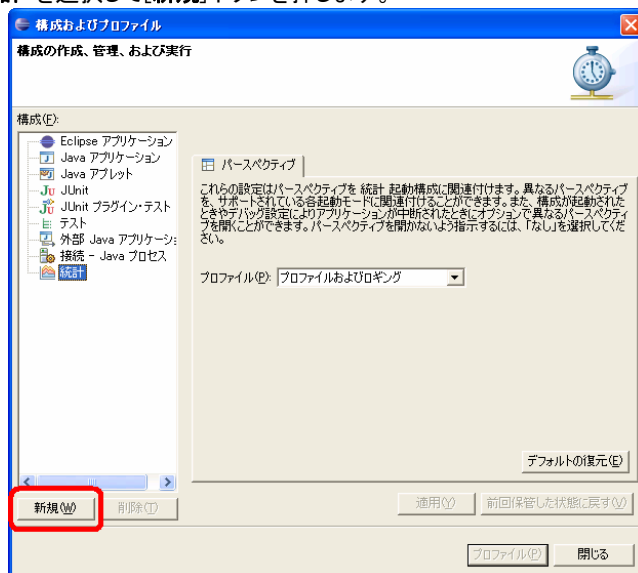 を選択して[新規]ボタンを押します。
構成およびプロファイル
構成の作成、管理、および実行
構成(F):
Eclipse アプリケーション
Java アプリケーション
Java アプレット
JUnit
JUnit プラグイン・テスト
テスト
外部 Java アプリケーシ
接続 - Java プロセス
統計
パースペクティブ
これらの設定はパースペクティブを 統計 起動構成に関連付けます。異なるパースペクティブ
を、サポートされている各起動モードに関連付けることができます。また、構成が起動された
ときやデバッグ設定によりアプリケーションが中断されたときにオプションで異なるパースペクティ
ブを開くことができます。パースペクティブを開かないよう指示するには、「なし」を選択してくだ
さい。
プロファイル(P): プロファイルおよびロギング
デフォルトの復元(E)
新規(W)
削除(T)
適用(Y)
前回保管した状態に戻す(V)
プロファイル(P)
閉じる